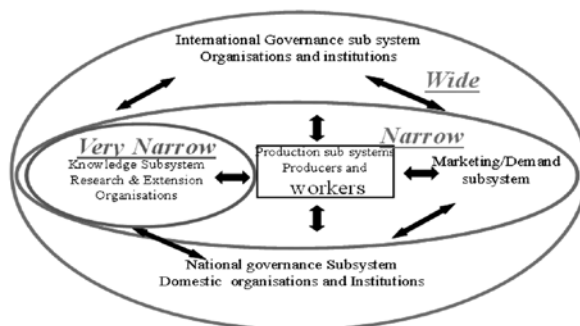 International Governance sub system
Organisations and institutions
Wide
Very Narrow
Knowledge Subsystem
Research & Extension
Organisations
Narrow
Production sub systems
Producers and
workers
Marketing/Demand
subsystem
National governance Subsystem
Domestic organisations and Institutions